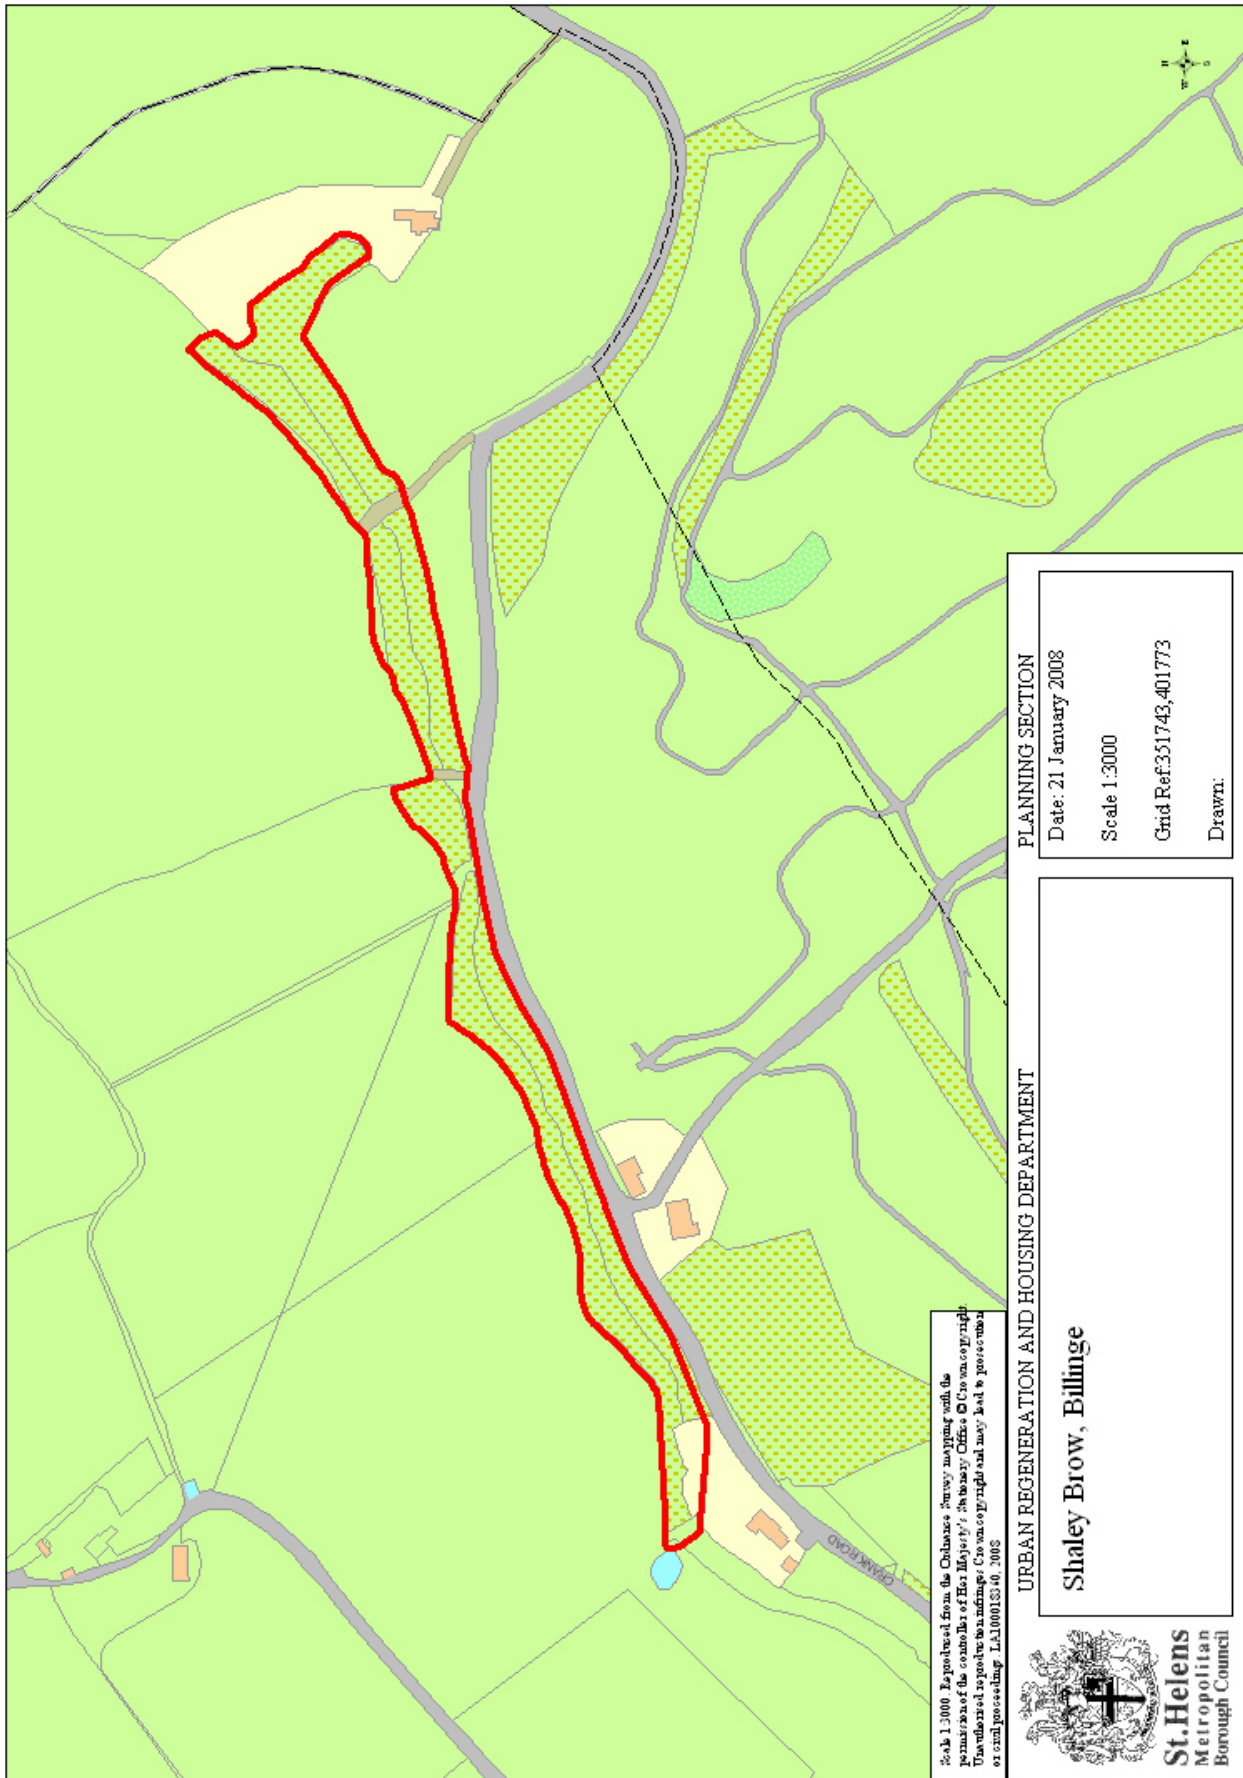 N
E
S
W
CRANK ROAD
Scale 1:3000. Reproduced from the Ordnance Survey mapping with the
permission of the controller of Her Majesty's Stationery Office © Crown copyright.
Unauthorised reproduction infringes Crown copyright and may lead to prosecution
or civil proceedings. LA100018340, 2008
URBAN REGENERATION AND HOUSING DEPARTMENT
PLANNING SECTION
Shaley Brow, Billinge
Date: 21 January 2008
Scale 1:3000
Grid Ref:351743,401773
Drawn:
St.Helens
Metropolitan
Borough Council